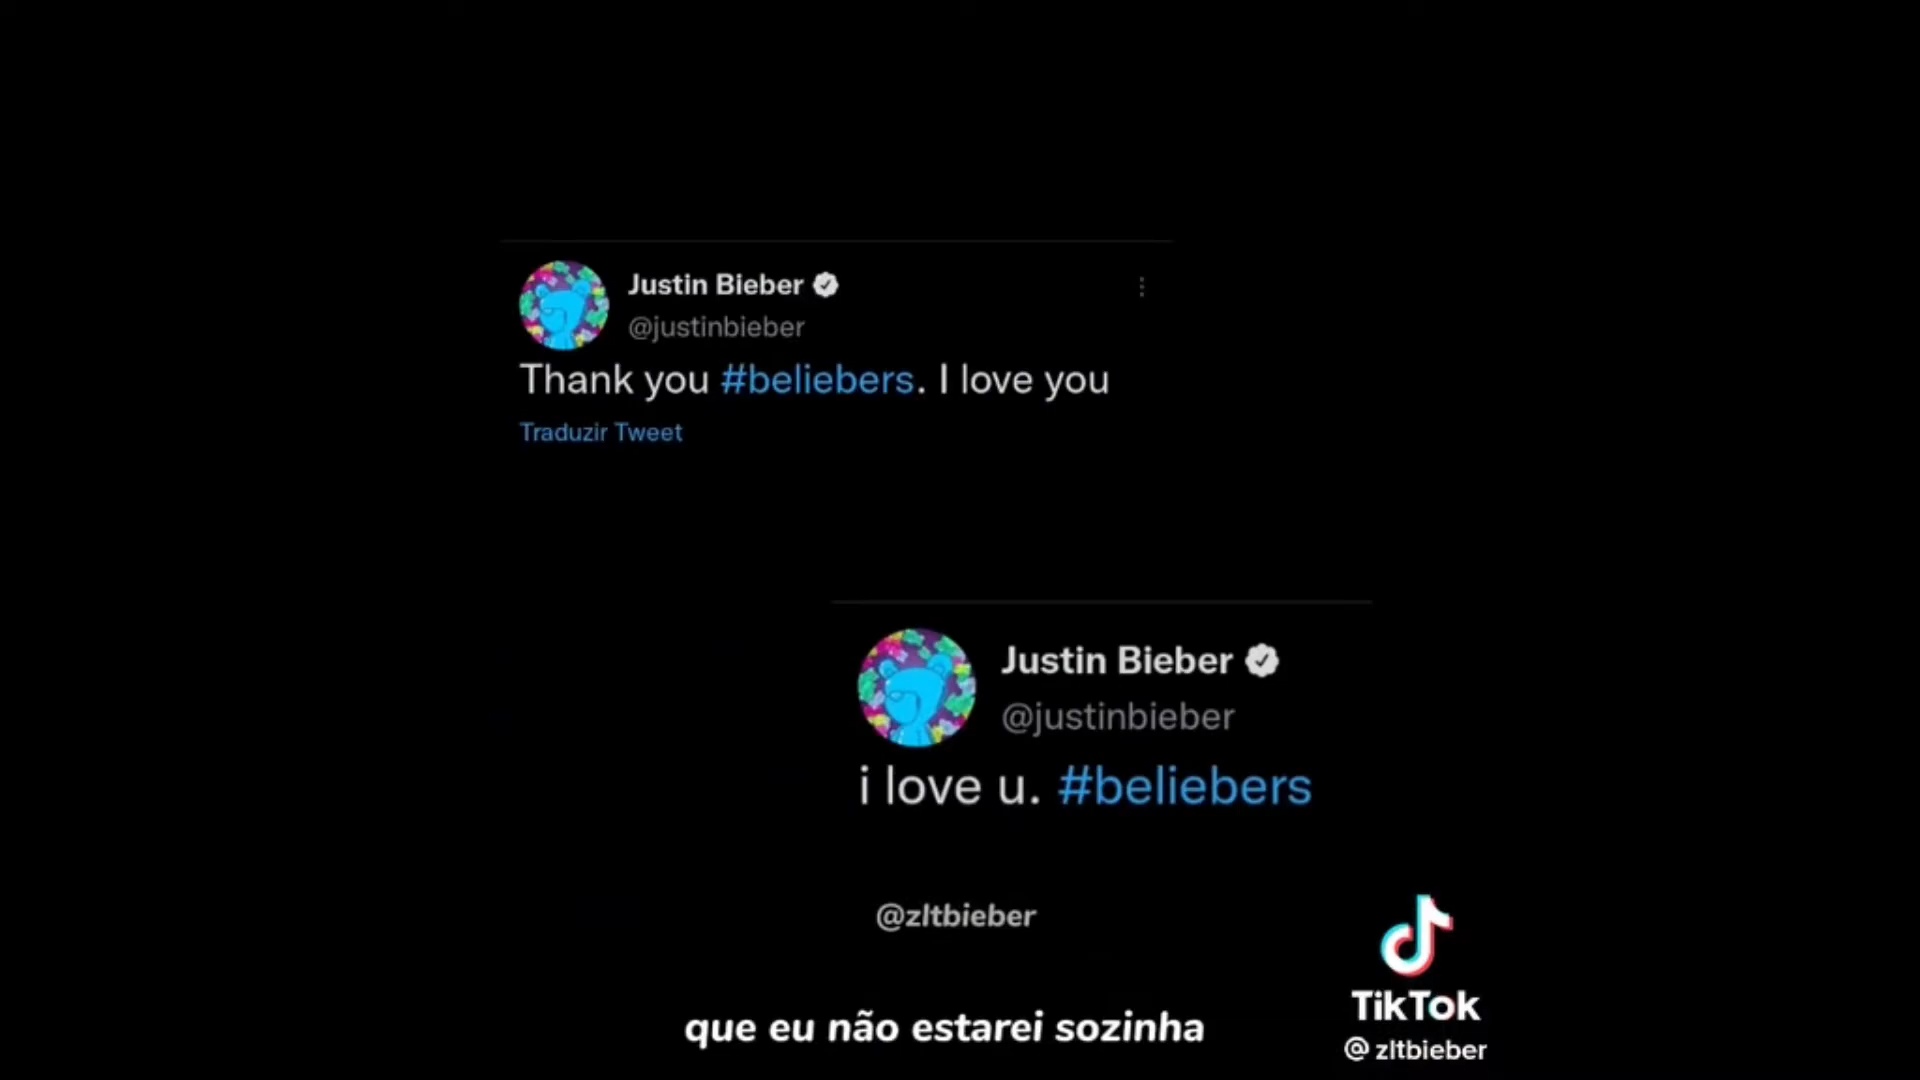 Justin Bieber
@justinbieber
Thank you #beliebers. I love you
Traduzir Tweet
Justin Bieber
@justinbieber
i love u. #beliebers
@zltbieber
que eu não estarei sozinha
TikTok
@zltbieber